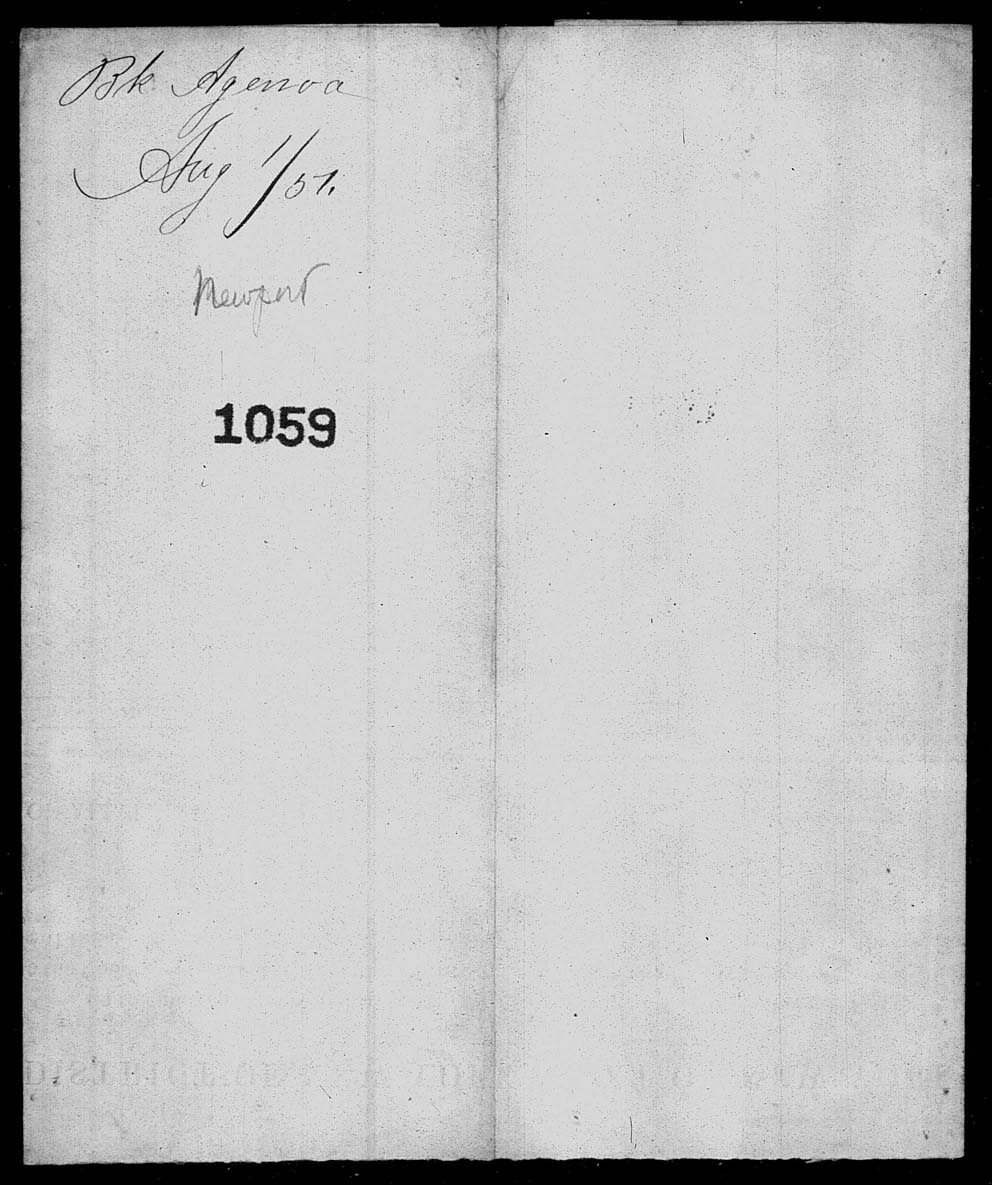 Bk Agenoa
Aug 1/51.
Newport
1059